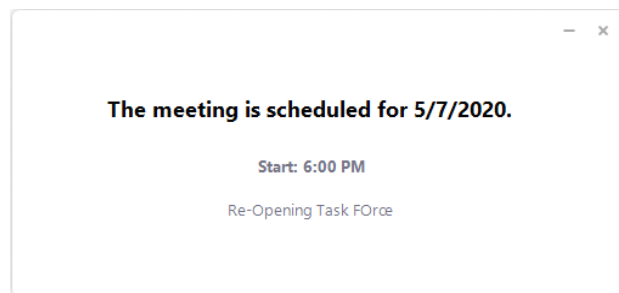 The meeting is scheduled for 5/7/2020.
Start: 6:00 PM
Re-Opening Task FOrce